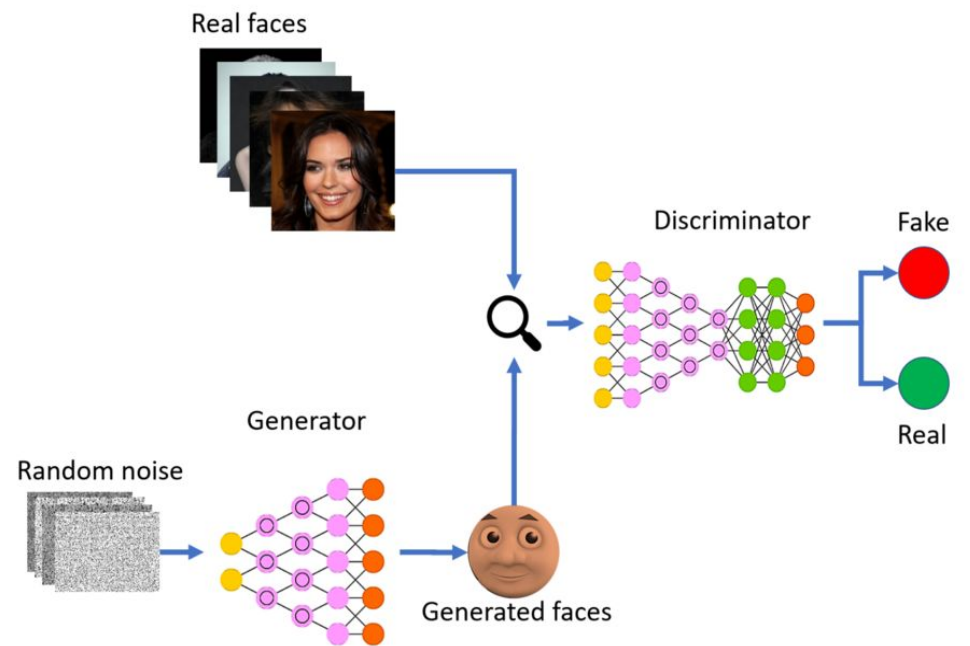 Real faces
Discriminator
Fake
Generator
Real
Random noise
Generated faces